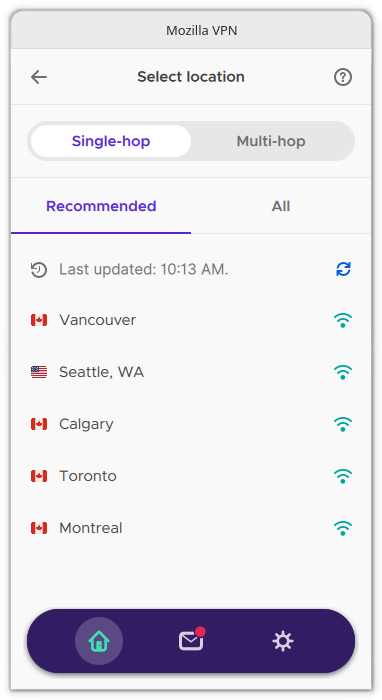 Mozilla VPN
Select location
Single-hop Multi-hop
Recommended All
Last updated: 10:13 AM.
Vancouver
Seattle, WA
Calgary
Toronto
Montreal